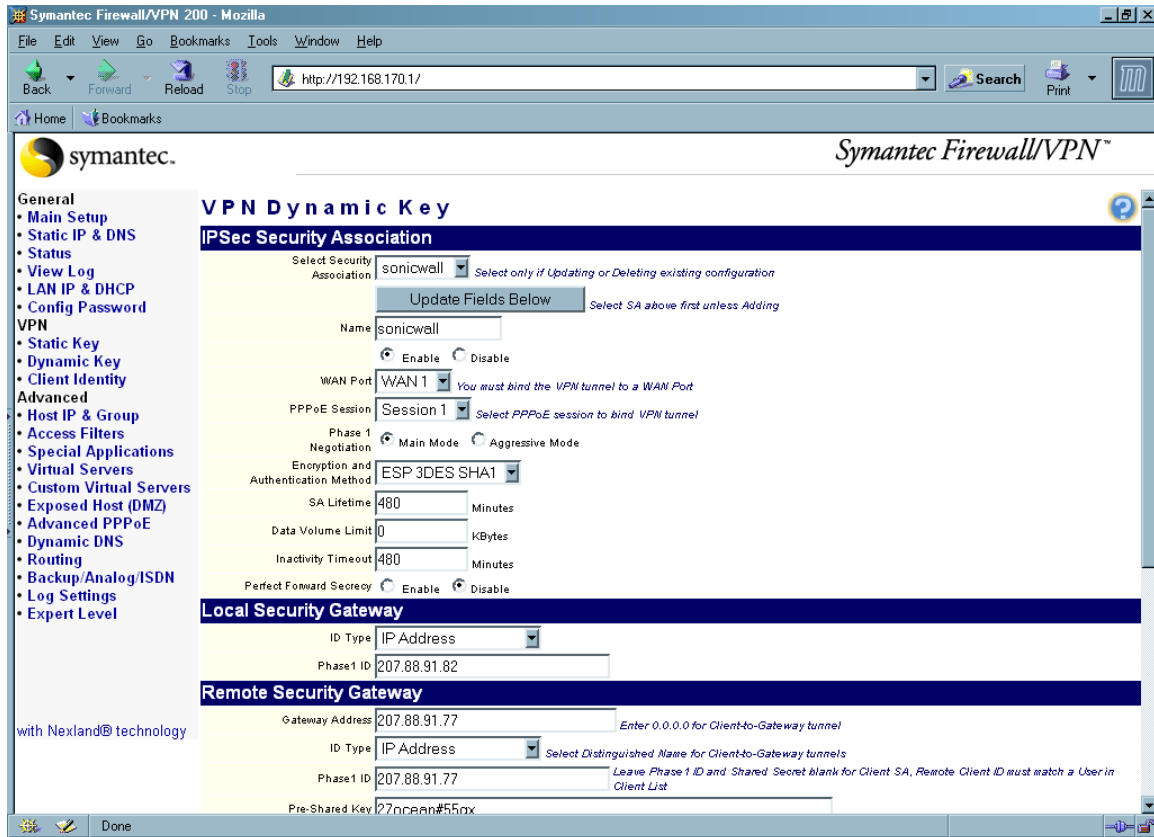 Symantec Firewall/VPN 200 - Mozilla
File Edit View Go Bookmarks Tools Window Help
Back Forward Reload Stop http://192.168.170.1/ Search Print
Home Bookmarks
symantec. Symantec Firewall/VPN™
General
• Main Setup
• Static IP & DNS
• Status
• View Log
• LAN IP & DHCP
• Config Password
VPN
• Static Key
• Dynamic Key
• Client Identity
Advanced
• Host IP & Group
• Access Filters
• Special Applications
• Virtual Servers
• Custom Virtual Servers
• Exposed Host (DMZ)
• Advanced PPPoE
• Dynamic DNS
• Routing
• Backup/Analog/ISDN
• Log Settings
• Expert Level
with Nexland® technology
VPN Dynamic Key
IPSec Security Association
Select Security Association sonicwall Select only if Updating or Deleting existing configuration
Update Fields Below Select SA above first unless Adding
Name sonicwall
Enable Disable
WAN Port WAN 1 You must bind the VPN tunnel to a WAN Port
PPPoE Session Session 1 Select PPPoE session to bind VPN tunnel
Phase 1 Negotiation Main Mode Aggressive Mode
Encryption and Authentication Method ESP 3DES SHA1
SA Lifetime 480 Minutes
Data Volume Limit 0 KBytes
Inactivity Timeout 480 Minutes
Perfect Forward Secrecy Enable Disable
Local Security Gateway
ID Type IP Address
Phase1 ID 207.88.91.82
Remote Security Gateway
Gateway Address 207.88.91.77 Enter 0.0.0.0 for Client-to-Gateway tunnel
ID Type IP Address Select Distinguished Name for Client-to-Gateway tunnels
Phase1 ID 207.88.91.77 Leave Phase1 ID and Shared Secret blank for Client SA, Remote Client ID must match a User in Client List
Pre-Shared Key 27ocean#55gx
Done